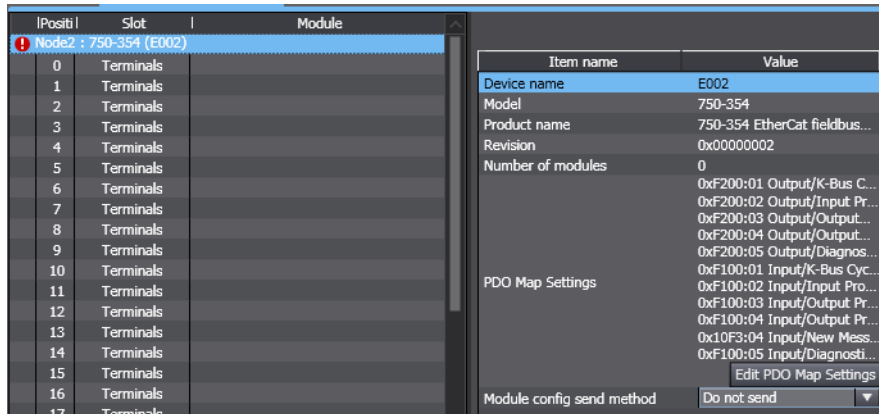 Positi Slot Module
Node2 : 750-354 (E002)
0 Terminals
1 Terminals
2 Terminals
3 Terminals
4 Terminals
5 Terminals
6 Terminals
7 Terminals
8 Terminals
9 Terminals
10 Terminals
11 Terminals
12 Terminals
13 Terminals
14 Terminals
15 Terminals
16 Terminals
17 Terminals
Item name Value
Device name E002
Model 750-354
Product name 750-354 EtherCat fieldbus...
Revision 0x00000002
Number of modules 0
PDO Map Settings
0xF200:01 Output/K-Bus C...
0xF200:02 Output/Input Pr...
0xF200:03 Output/Output...
0xF200:04 Output/Output...
0xF200:05 Output/Diagnos...
0xF100:01 Input/K-Bus Cyc...
0xF100:02 Input/Input Pro...
0xF100:03 Input/Output Pr...
0xF100:04 Input/Output Pr...
0x10F3:04 Input/New Mess...
0xF100:05 Input/Diagnosti...
Edit PDO Map Settings
Module config send method Do not send